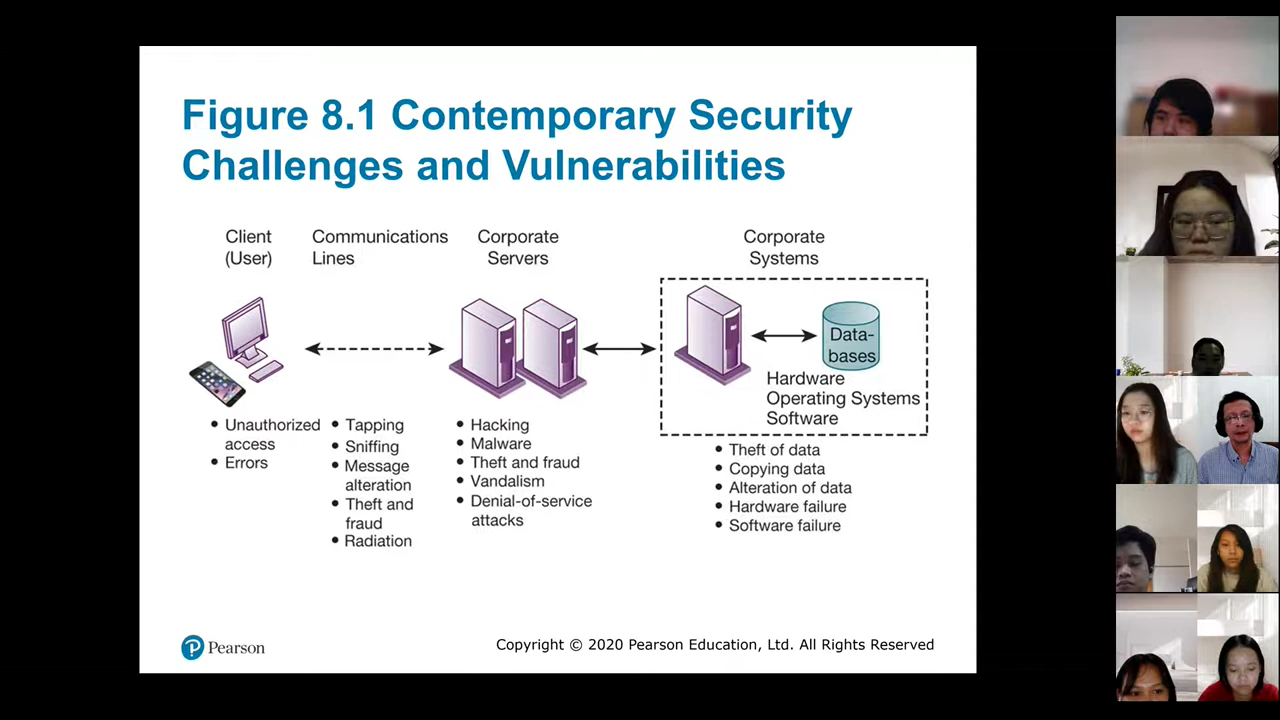 Figure 8.1 Contemporary Security
Challenges and Vulnerabilities
Client
(User)
Communications
Lines
Corporate
Servers
Corporate
Systems
Data-
bases
Hardware
Operating Systems
Software
• Unauthorized
access
• Errors
• Tapping
• Sniffing
• Message
alteration
• Theft and
fraud
• Radiation
• Hacking
• Malware
• Theft and fraud
• Vandalism
• Denial-of-service
attacks
• Theft of data
• Copying data
• Alteration of data
• Hardware failure
• Software failure
P Pearson
Copyright © 2020 Pearson Education, Ltd. All Rights Reserved